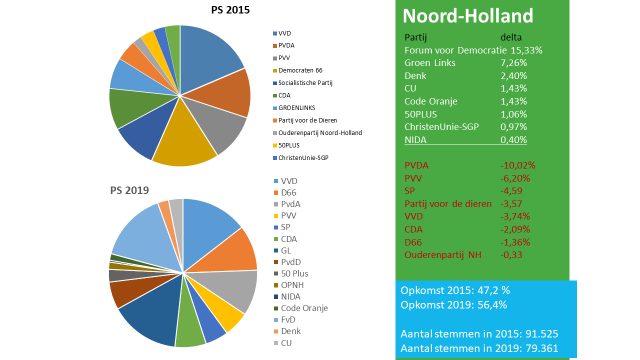 PS 2015
VVD
PVDA
PVV
Democraten 66
Socialistische Partij
CDA
GROENLINKS
Partij voor de Dieren
Ouderenpartij Noord-Holland
50PLUS
ChristenUnie-SGP
PS 2019
VVD
D66
PvdA
PVV
SP
CDA
GL
PvdD
50 Plus
OPNH
NIDA
Code Oranje
FvD
Denk
CU
Noord-Holland
Partij delta
Forum voor Democratie 15,33%
Groen Links 7,26%
Denk 2,40%
CU 1,43%
Code Oranje 1,43%
50PLUS 1,06%
ChristenUnie-SGP 0,97%
NIDA 0,40%
PVDA -10,02%
PVV -6,20%
SP -4,59
Partij voor de dieren -3,57
VVD -3,74%
CDA -2,09%
D66 -1,36%
Ouderenpartij NH -0,33
Opkomst 2015: 47,2 %
Opkomst 2019: 56,4%
Aantal stemmen in 2015: 91.525
Aantal stemmen in 2019: 79.361